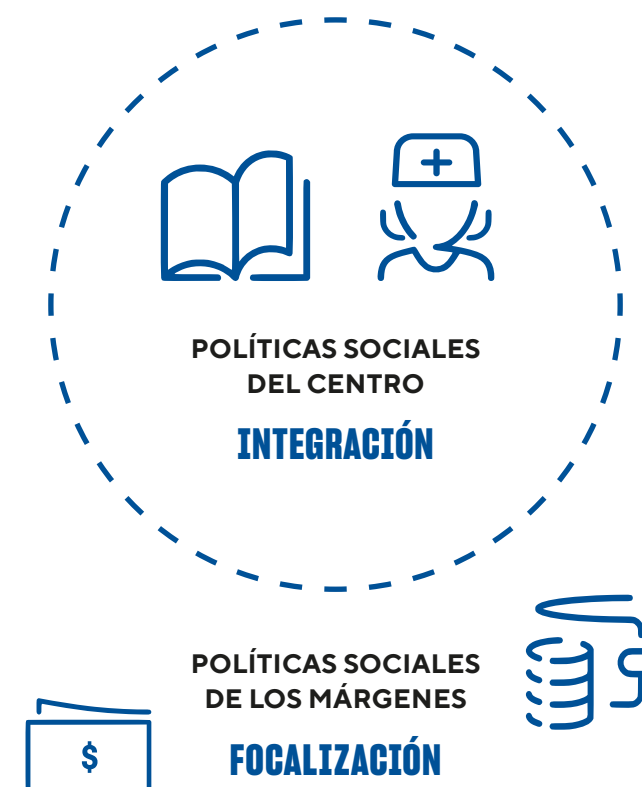 POLÍTICAS SOCIALES
DEL CENTRO
INTEGRACIÓN
POLÍTICAS SOCIALES
DE LOS MÁRGENES
$
FOCALIZACIÓN